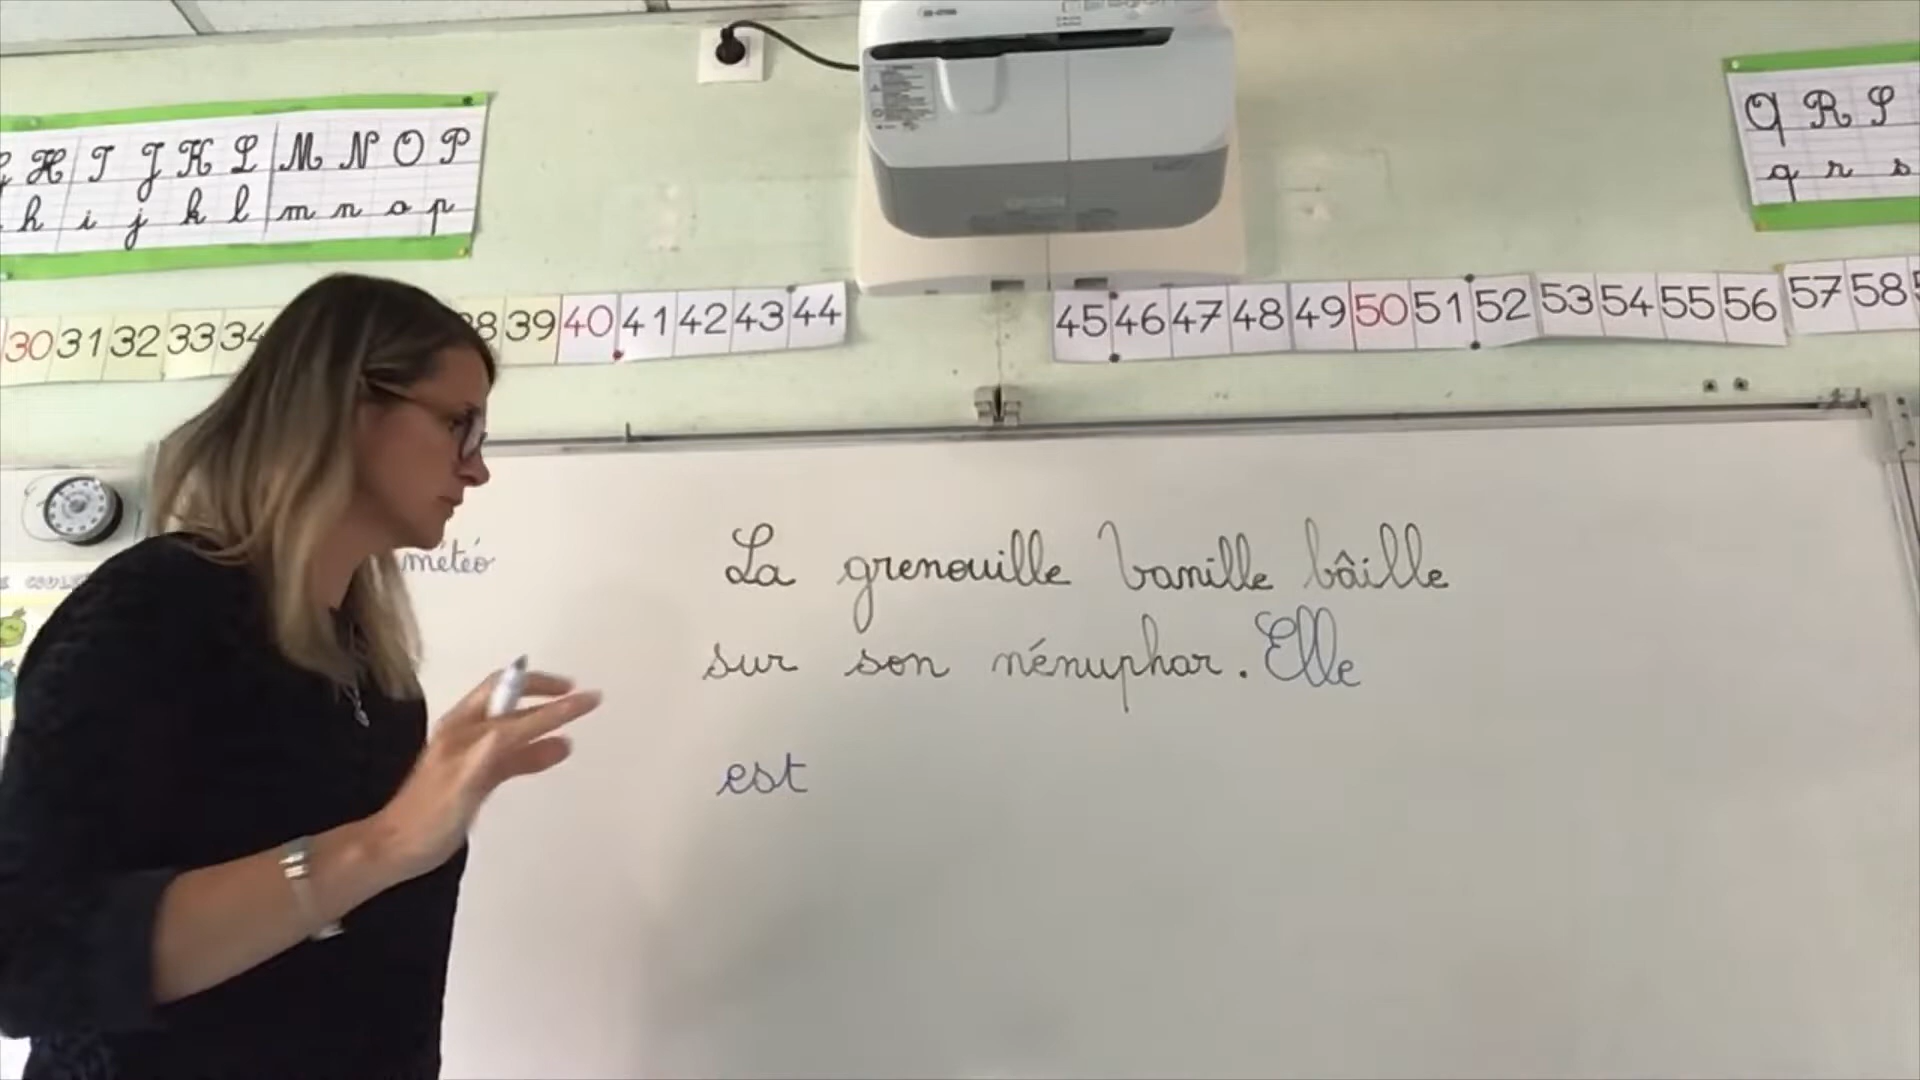 H I J K L M N O P
h i j k l m n o p
Q R S
q r s
30 31 32 33 34 38 39 40 41 42 43 44
45 46 47 48 49 50 51 52 53 54 55 56 57 58
météo
La grenouille Vanille bâille
sur son nénuphar. Elle
est